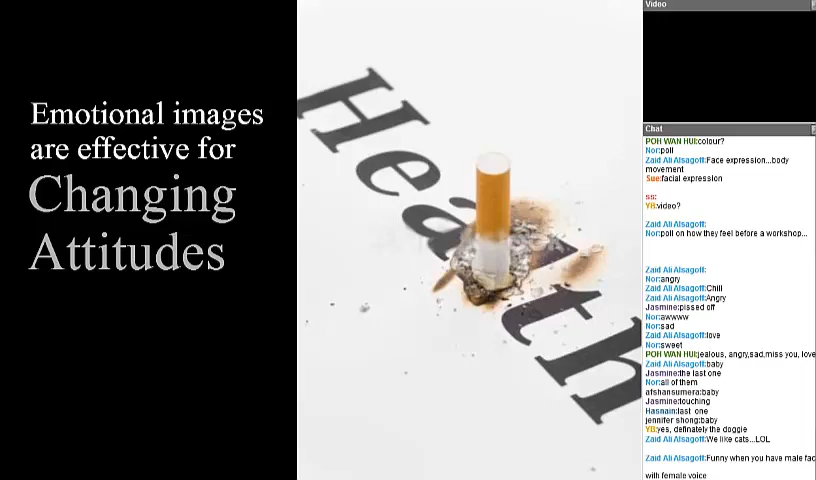 Emotional images
are effective for
Changing
Attitudes
Health
Video
Chat
POH WAN HUI:colour?
Nor:poll
Zaid Ali Alsagoff:Face expression...body
movement
Sue:facial expression
ss:
YB:video?
Zaid Ali Alsagoff:
Nor:poll on how they feel before a workshop...
Zaid Ali Alsagoff:
Nor:angry
Zaid Ali Alsagoff:Chill
Zaid Ali Alsagoff:Angry
Jasmine:pissed off
Nor:awwww
Nor:sad
Zaid Ali Alsagoff:love
Nor:sweet
POH WAN HUI:jealous, angry,sad,miss you, love
Zaid Ali Alsagoff:baby
Jasmine:the last one
Nor:all of them
afshansumera:baby
Jasmine:touching
Hasnain:last one
jennifer shong:baby
YB:yes, definately the doggie
Zaid Ali Alsagoff:We like cats...LOL
Zaid Ali Alsagoff:Funny when you have male fac
with female voice